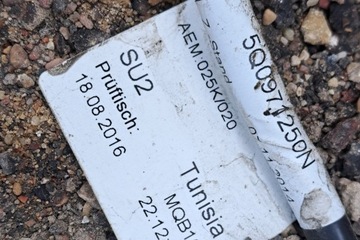 5Q0971250N
AEM-025K/020
SU2
Prüftisch:
18.08.2016
Tunisia
MQB1
22:12